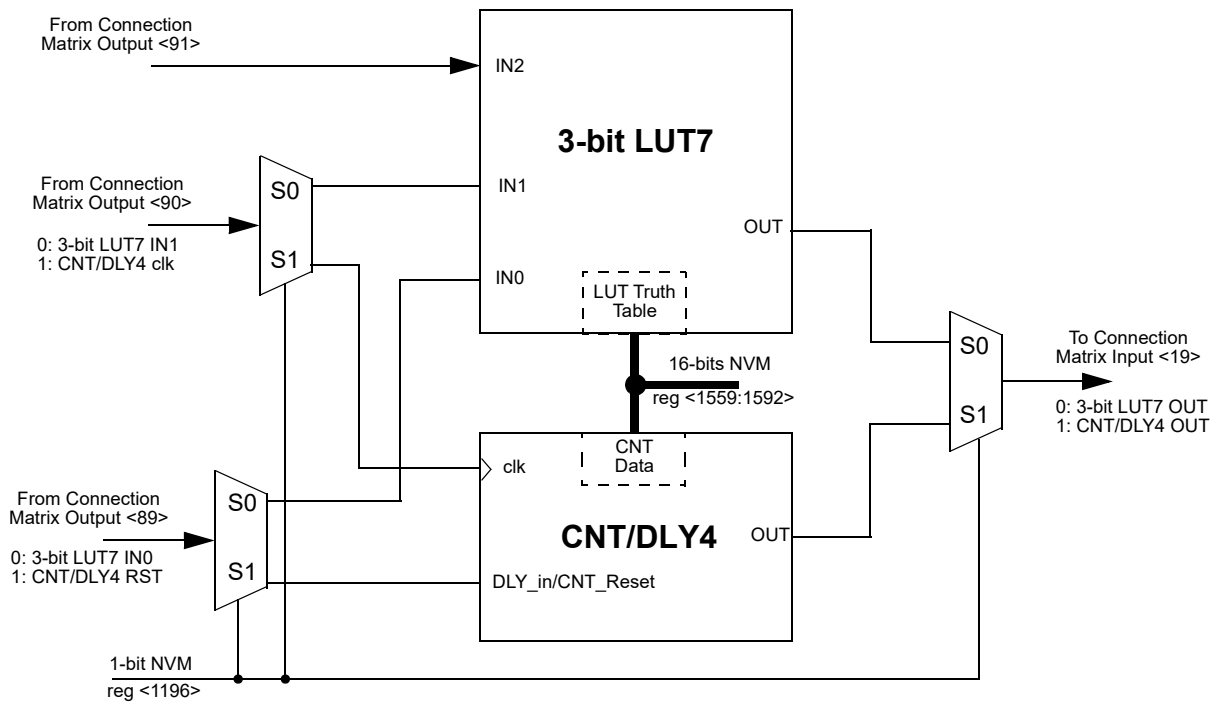 From Connection
Matrix Output <91>
IN2
3-bit LUT7
From Connection
Matrix Output <90>
0: 3-bit LUT7 IN1
1: CNT/DLY4 clk
S0
S1
IN1
IN0
OUT
LUT Truth
Table
16-bits NVM
reg <1559:1592>
S0
S1
To Connection
Matrix Input <19>
0: 3-bit LUT7 OUT
1: CNT/DLY4 OUT
CNT
Data
clk
CNT/DLY4
OUT
DLY_in/CNT_Reset
From Connection
Matrix Output <89>
0: 3-bit LUT7 IN0
1: CNT/DLY4 RST
S0
S1
1-bit NVM
reg <1196>